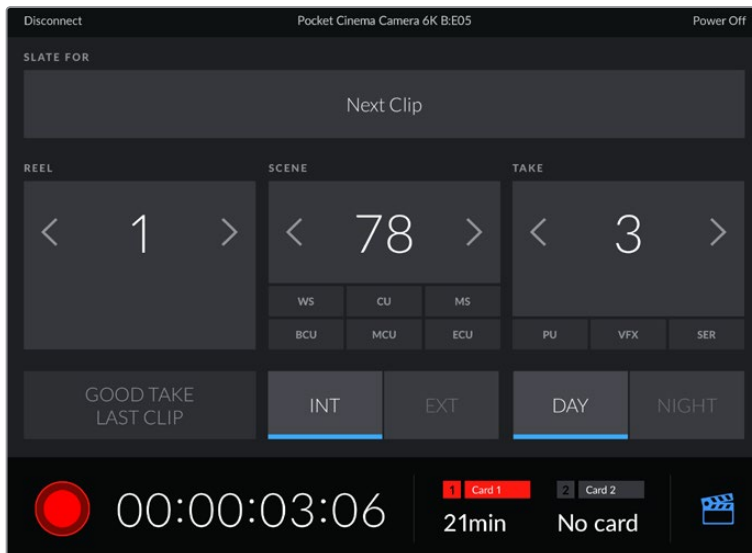 Disconnect Pocket Cinema Camera 6K B:E05 Power Off
SLATE FOR
Next Clip
REEL SCENE TAKE
1 78 3
WS CU MS
BCU MCU ECU PU VFX SER
GOOD TAKE
LAST CLIP
INT EXT DAY NIGHT
00:00:03:06
1 Card 1 2 Card 2
21min No card